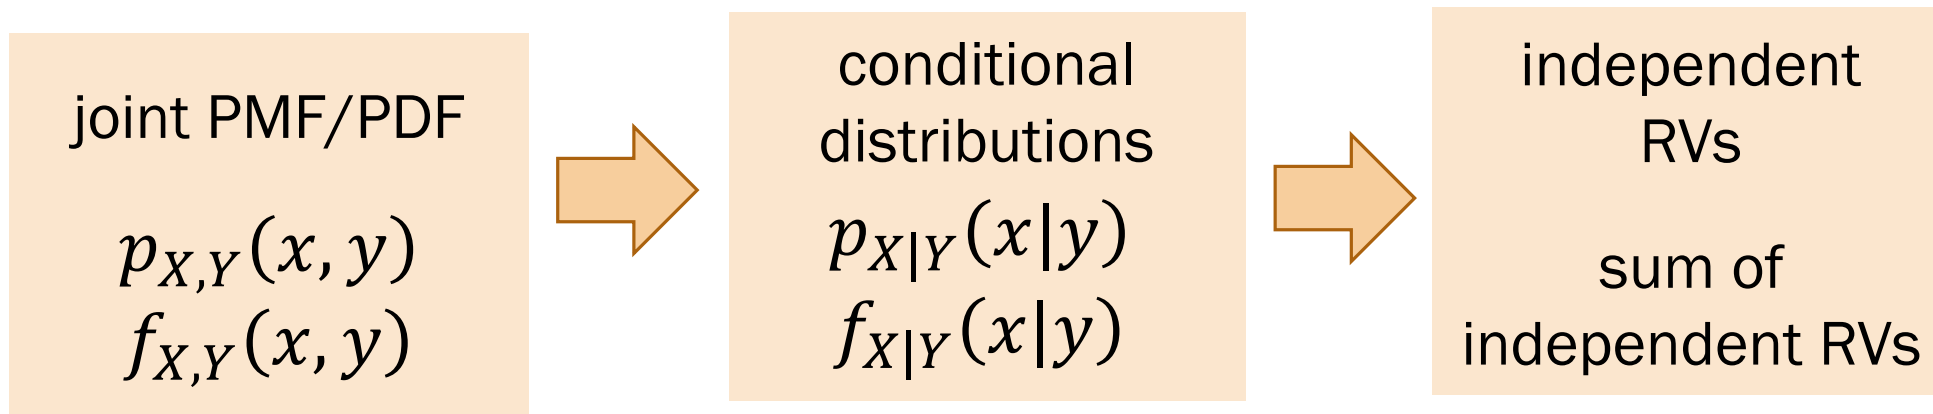 joint PMF/PDF
p_{X,Y}(x, y)
f_{X,Y}(x, y)
conditional
distributions
p_{X|Y}(x|y)
f_{X|Y}(x|y)
independent
RVs
sum of
independent RVs